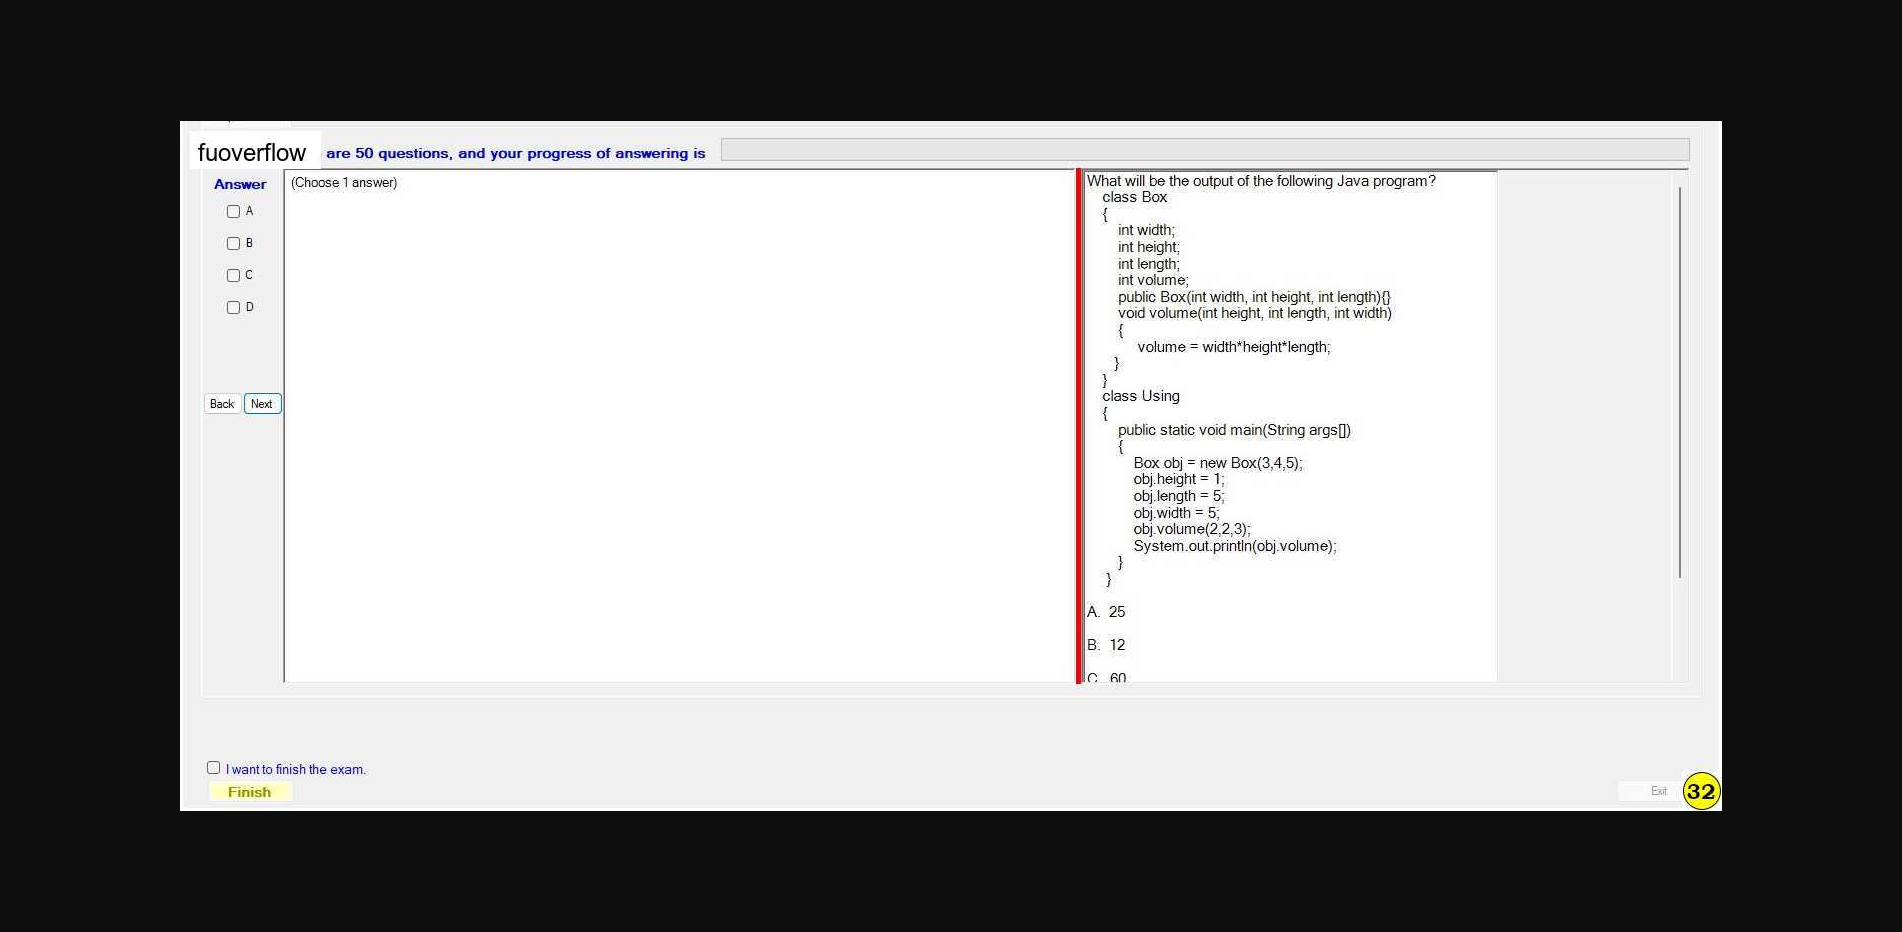 fuoverflow are 50 questions, and your progress of answering is
Answer
A
B
C
D
Back Next
(Choose 1 answer)
What will be the output of the following Java program?
class Box
{
int width;
int height;
int length;
int volume;
public Box(int width, int height, int length){}
void volume(int height, int length, int width)
{
volume = width*height*length;
}
}
class Using
{
public static void main(String args[])
{
Box obj = new Box(3,4,5);
obj.height = 1;
obj.length = 5;
obj.width = 5;
obj.volume(2,2,3);
System.out.println(obj.volume);
}
}
A. 25
B. 12
C. 60
I want to finish the exam.
Finish
Exit
32